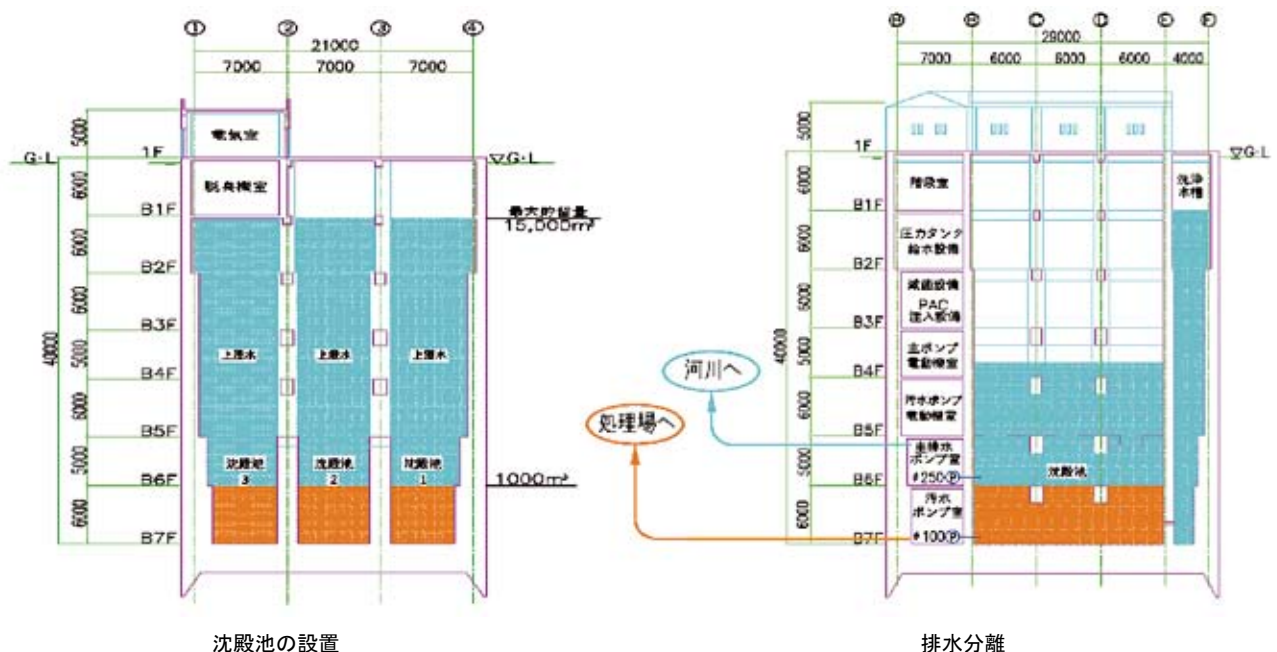 ① ② ③ ④
21000
7000 7000 7000
5000
電気室
1F
G・L
▽G・L
6000
脱臭機室
B1F
最大貯留量
15,000m³
6000
B2F
6000
B3F
5000
40000
上澄水 上澄水 上澄水
B4F
6000
B5F
5000
沈殿池 沈殿池 沈殿池
3 2 1
B6F
1000m³
6000
B7F
沈殿池の設置
29000
7000 6000 6000 6000 4000
5000
1F
▽G・L
6000
階段室
洗浄
水槽
B1F
6000
圧力タンク
給水設備
B2F
6000
滅菌設備
PAC
注入設備
B3F
5000
40000
主ポンプ
電動機室
B4F
河川へ
6000
汚水ポンプ
電動機室
B5F
処理場へ
5000
主排水
ポンプ室
φ250Ⓟ
沈殿池
B6F
6000
汚水
ポンプ室
φ100Ⓟ
B7F
排水分離